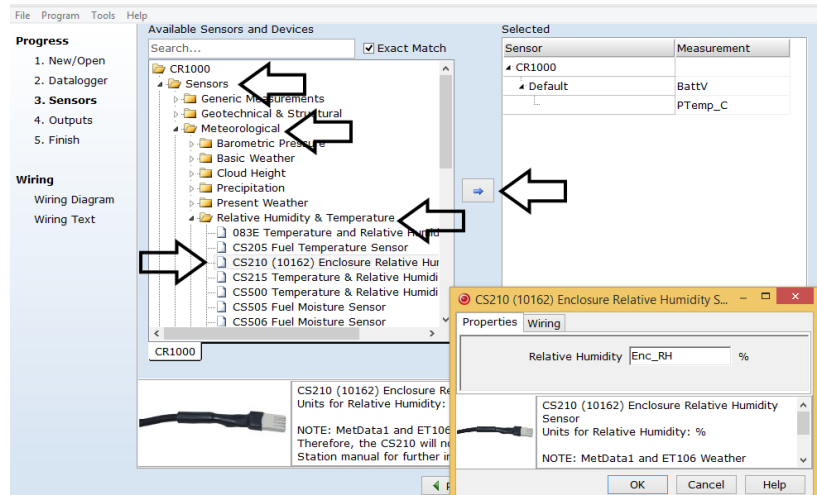 File Program Tools Help
Progress
1. New/Open
2. Datalogger
3. Sensors
4. Outputs
5. Finish
Wiring
Wiring Diagram
Wiring Text
Available Sensors and Devices
Search...
Exact Match
CR1000
Sensors
Generic Measurements
Geotechnical & Structural
Meteorological
Barometric Pressure
Basic Weather
Cloud Height
Precipitation
Present Weather
Relative Humidity & Temperature
083E Temperature and Relative Humid
CS205 Fuel Temperature Sensor
CS210 (10162) Enclosure Relative Hur
CS215 Temperature & Relative Humidi
CS500 Temperature & Relative Humidi
CS505 Fuel Moisture Sensor
CS506 Fuel Moisture Sensor
CR1000
CS210 (10162) Enclosure Re
Units for Relative Humidity:
NOTE: MetData1 and ET106
Therefore, the CS210 will n
Station manual for further i
Selected
Sensor Measurement
CR1000
Default BattV
PTemp_C
CS210 (10162) Enclosure Relative Humidity S...
Properties Wiring
Relative Humidity Enc_RH %
CS210 (10162) Enclosure Relative Humidity
Sensor
Units for Relative Humidity: %
NOTE: MetData1 and ET106 Weather
OK Cancel Help